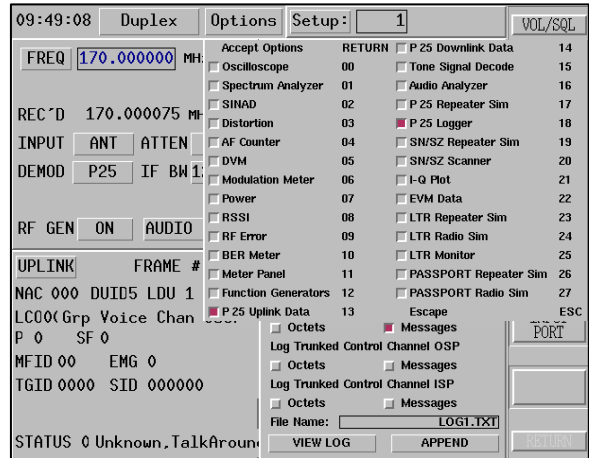 09:49:08 Duplex Options Setup: 1 VOL/SQL
FREQ 170.000000 MH
REC'D 170.000075 MH
INPUT ANT ATTEN
DEMOD P25 IF BW
RF GEN ON AUDIO
UPLINK FRAME #
NAC 000 DUID5 LDU 1
Grp Voice Chan
P 0 SF 0
MFID 00 EMG 0
TGID 0000 SID 000000
STATUS 0 Unknown,TalkAroun
Accept Options RETURN
Oscilloscope 00
Spectrum Analyzer 01
SINAD 02
Distortion 03
AF Counter 04
DVM 05
Modulation Meter 06
Power 07
RSSI 08
RF Error 09
BER Meter 10
Meter Panel 11
Function Generators 12
P 25 Uplink Data 13
P 25 Downlink Data 14
Tone Signal Decode 15
Audio Analyzer 16
P 25 Repeater Sim 17
P 25 Logger 18
SN/SZ Repeater Sim 19
SN/SZ Scanner 20
I-Q Plot 21
EVM Data 22
LTR Repeater Sim 23
LTR Radio Sim 24
LTR Monitor 25
PASSPORT Repeater Sim 26
PASSPORT Radio Sim 27
Escape ESC
Octets Messages
Log Trunked Control Channel OSP
Octets Messages
Log Trunked Control Channel ISP
Octets Messages
File Name: LOG1.TXT
VIEW LOG APPEND
PORT
RETURN